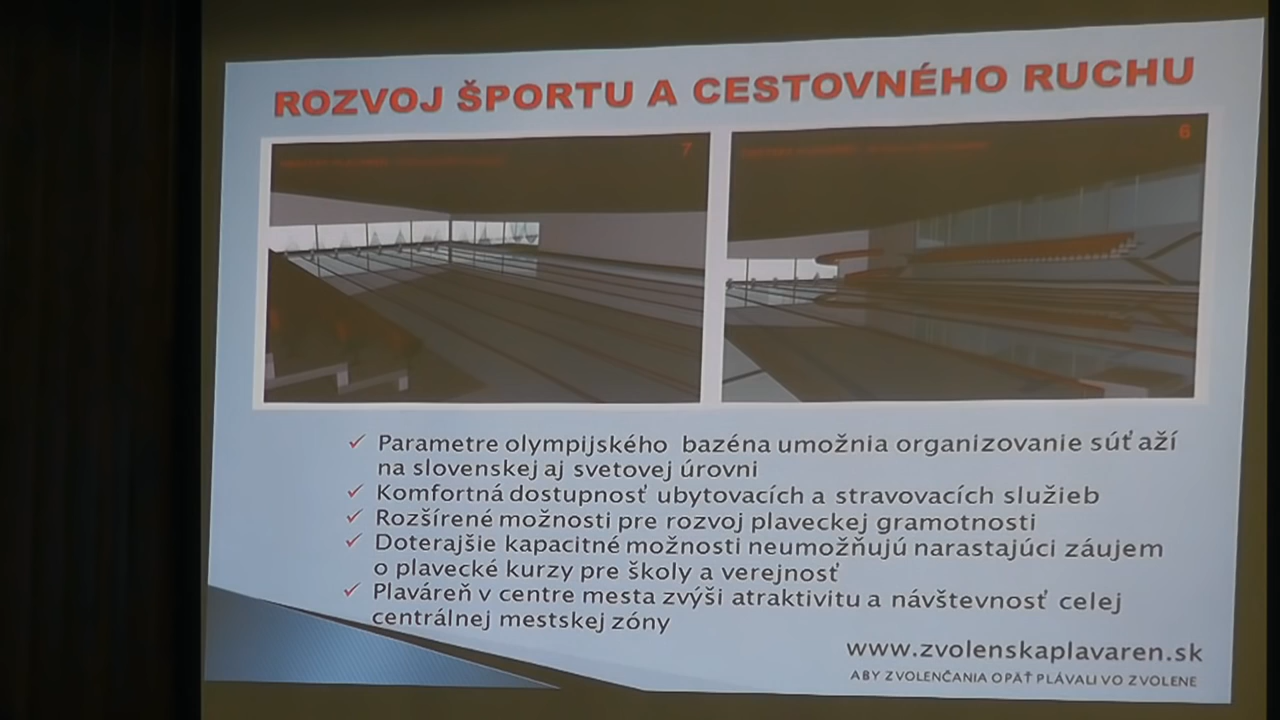 ROZVOJ ŠPORTU A CESTOVNÉHO RUCHU
7
6
✓ Parametre olympijského bazéna umožnia organizovanie súťaží
na slovenskej aj svetovej úrovni
✓ Komfortná dostupnosť ubytovacích a stravovacích služieb
✓ Rozšírené možnosti pre rozvoj plaveckej gramotnosti
✓ Doterajšie kapacitné možnosti neumožňujú narastajúci záujem
o plavecké kurzy pre školy a verejnosť
✓ Plaváreň v centre mesta zvýši atraktivitu a návštevnosť celej
centrálnej mestskej zóny
www.zvolenskaplavaren.sk
ABY ZVOLENČANIA OPÄŤ PLÁVALI VO ZVOLENE